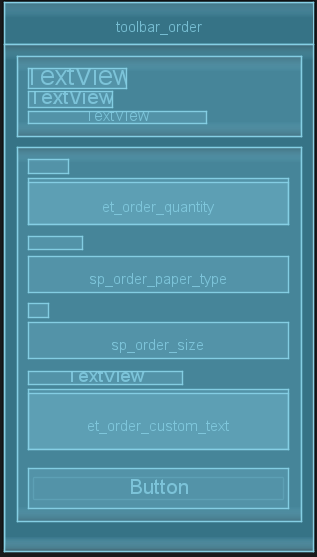 toolbar_order
TextView
TextView
TextView
et_order_quantity
sp_order_paper_type
sp_order_size
TextView
et_order_custom_text
Button